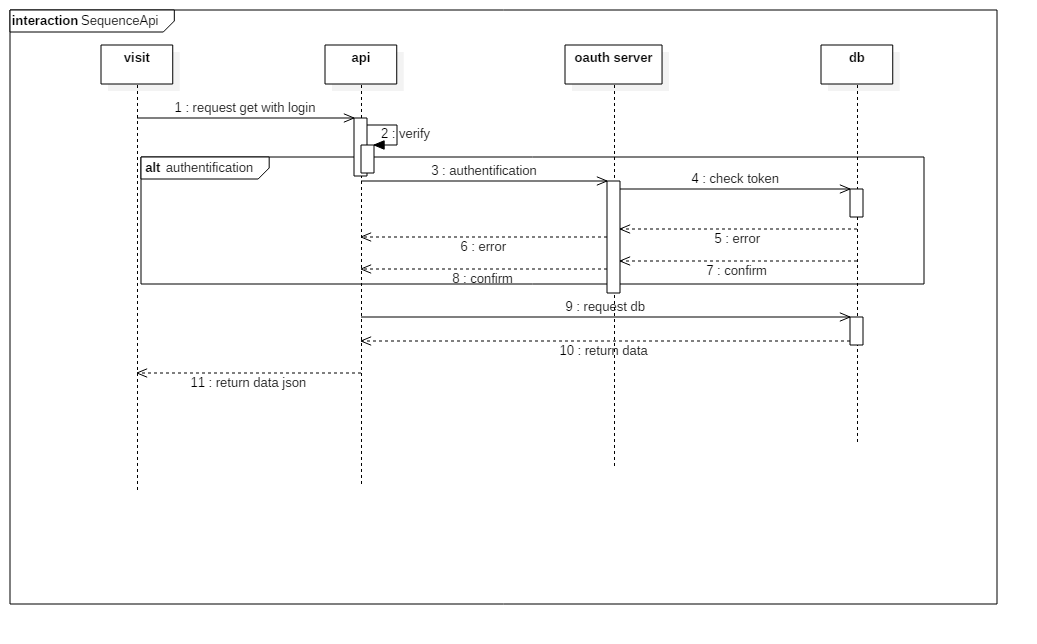 interaction SequenceApi
visit
api
oauth server
db
1 : request get with login
2 : verify
alt authentification
3 : authentification
4 : check token
5 : error
6 : error
7 : confirm
8 : confirm
9 : request db
10 : return data
11 : return data json